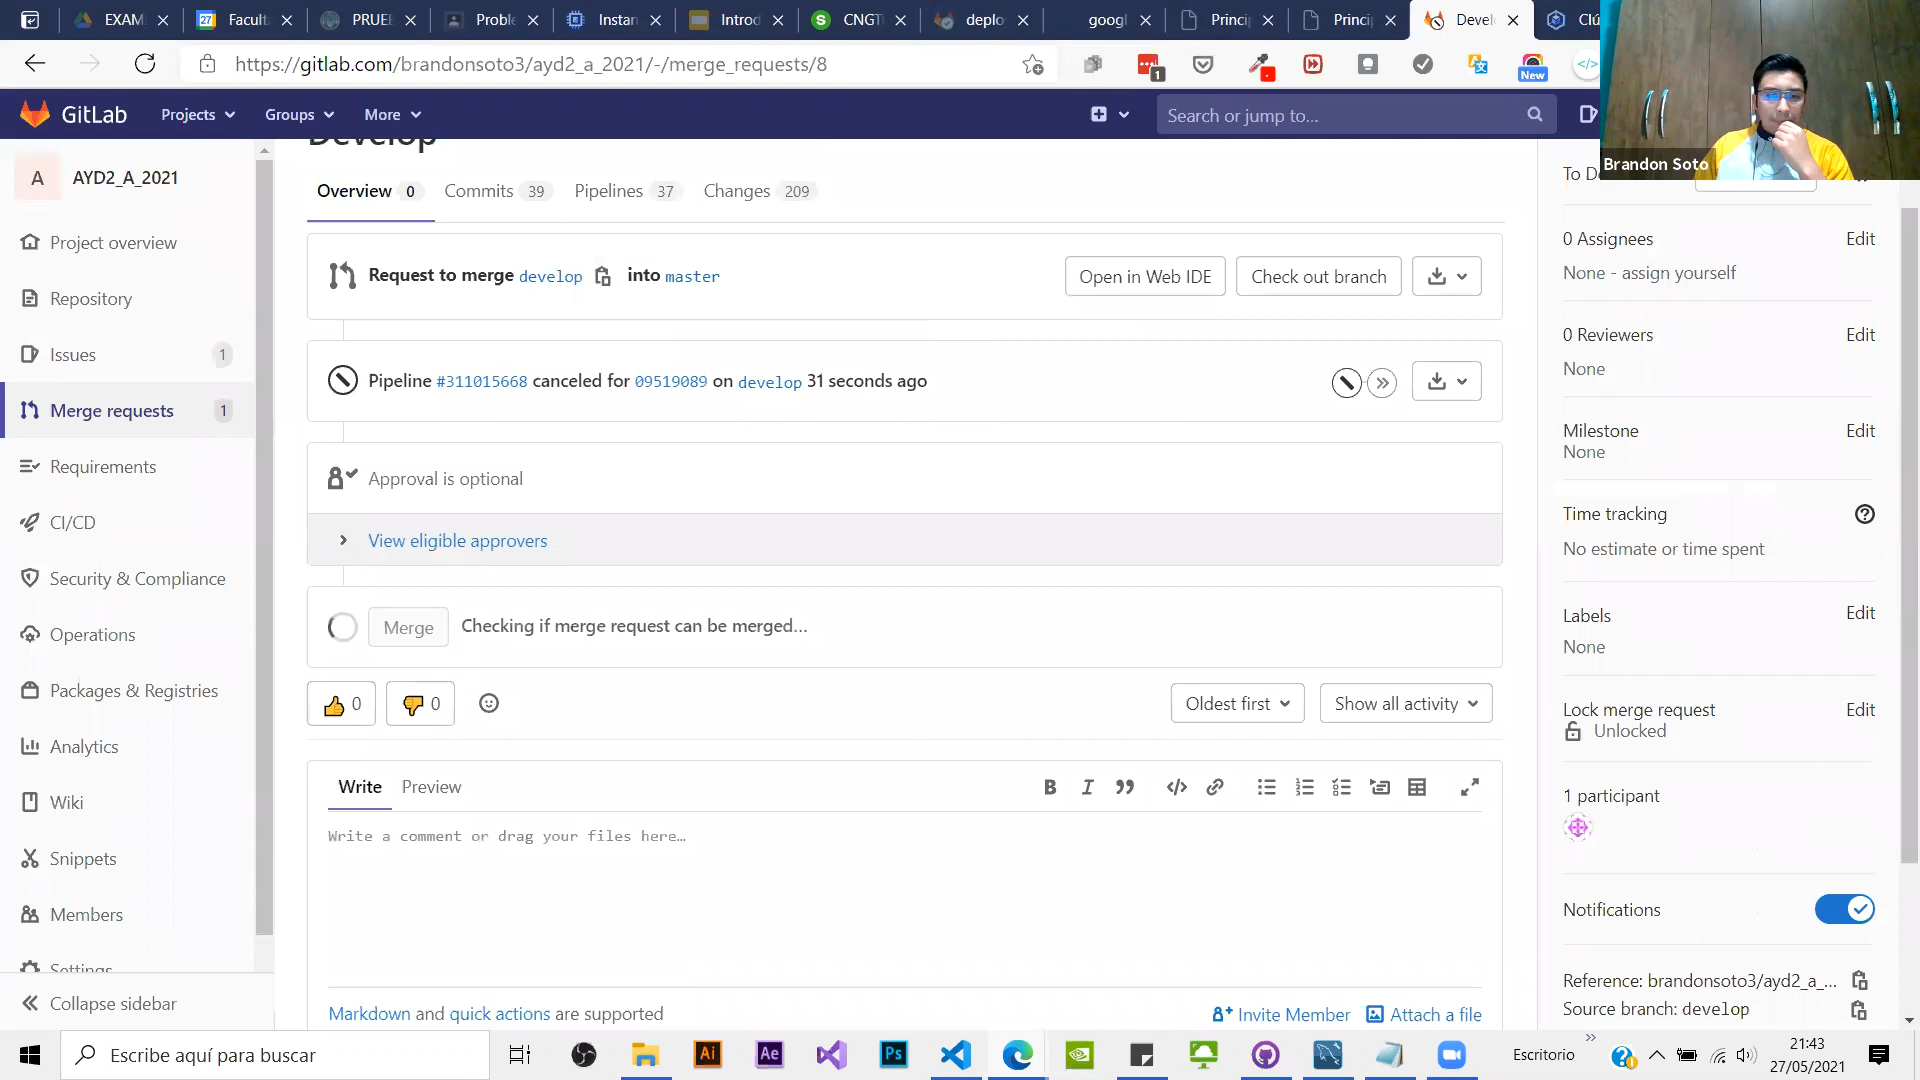 EXAM
Facult
PRUEE
Proble
Instan
Introd
CNGT
deplo
googl
Princi
Princi
Devel
Clú
https://gitlab.com/brandonsoto3/ayd2_a_2021/-/merge_requests/8
1
New
GitLab
Projects
Groups
More
Search or jump to...
Brandon Soto
A
AYD2_A_2021
Project overview
Repository
Issues 1
Merge requests 1
Requirements
CI/CD
Security & Compliance
Operations
Packages & Registries
Analytics
Wiki
Snippets
Members
Settings
Collapse sidebar
Develop
Overview 0 Commits 39 Pipelines 37 Changes 209
Request to merge develop into master
Open in Web IDE
Check out branch
Pipeline #311015668 canceled for 09519089 on develop 31 seconds ago
Approval is optional
View eligible approvers
Merge
Checking if merge request can be merged…
0
0
Oldest first
Show all activity
Write Preview
Write a comment or drag your files here…
Markdown and quick actions are supported
Invite Member
Attach a file
To Do
0 Assignees Edit
None - assign yourself
0 Reviewers Edit
None
Milestone Edit
None
Time tracking
No estimate or time spent
Labels Edit
None
Lock merge request Edit
Unlocked
1 participant
Notifications
Reference: brandonsoto3/ayd2_a_...
Source branch: develop
Escribe aquí para buscar
Escritorio
21:43
27/05/2021